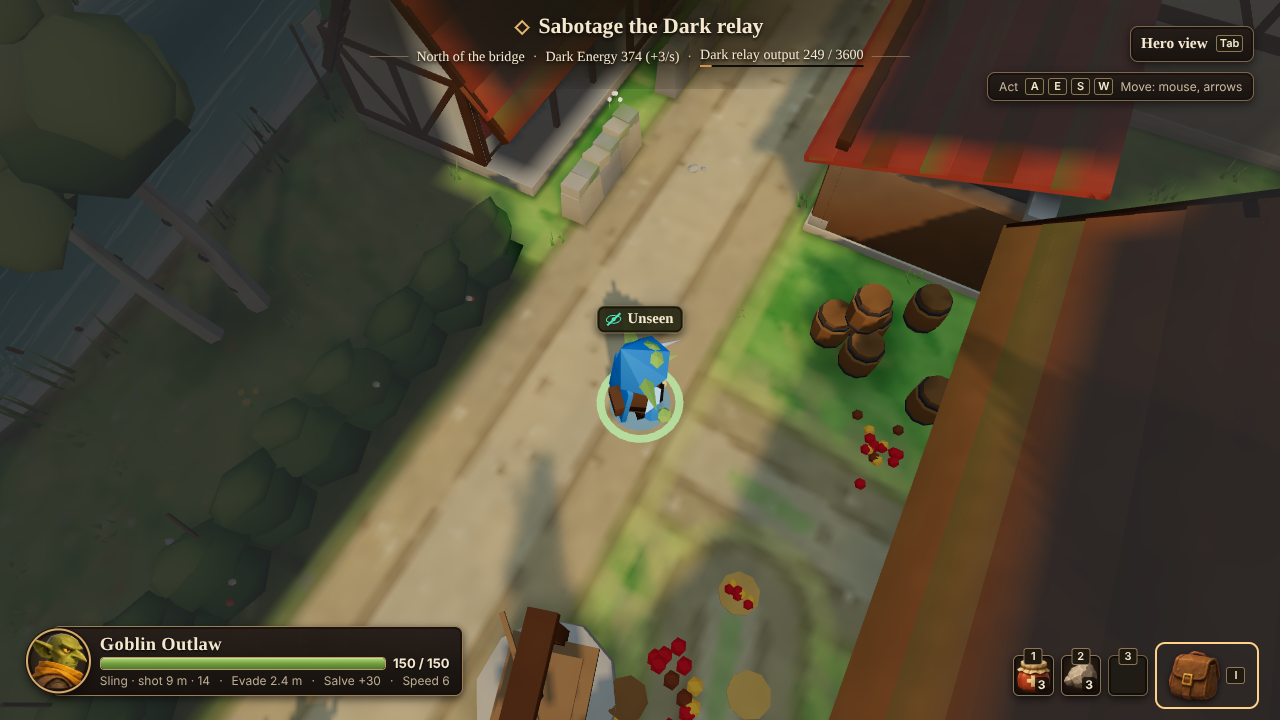 Sabotage the Dark relay
North of the bridge · Dark Energy 374 (+3/s) · Dark relay output 249 / 3600
Hero view Tab
Act A E S W Move: mouse, arrows
Unseen
Goblin Outlaw
150 / 150
Sling · shot 9 m · 14 · Evade 2.4 m · Salve +30 · Speed 6
1 2 3
3 3
I